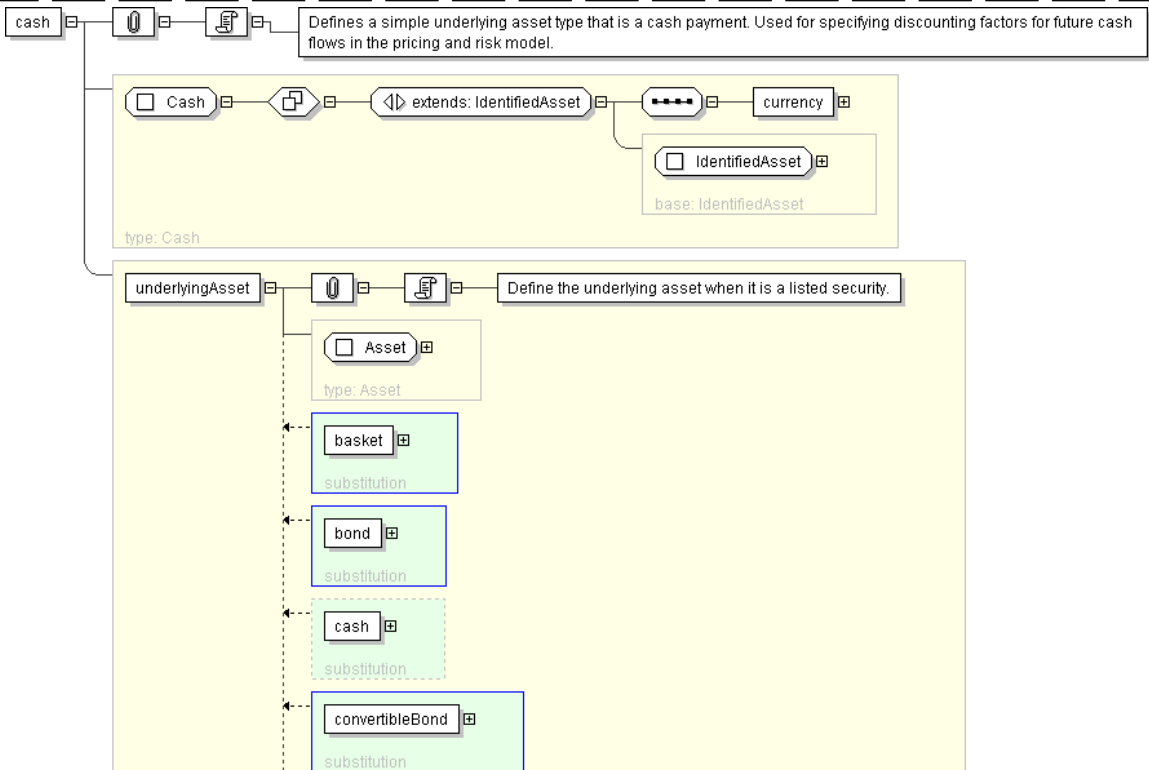 cash
Defines a simple underlying asset type that is a cash payment. Used for specifying discounting factors for future cash
flows in the pricing and risk model.
Cash
extends: IdentifiedAsset
currency
IdentifiedAsset
base: IdentifiedAsset
type: Cash
underlyingAsset
Define the underlying asset when it is a listed security.
Asset
type: Asset
basket
substitution
bond
substitution
cash
substitution
convertibleBond
substitution